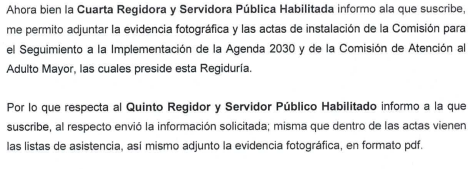 Ahora bien la Cuarta Regidora y Servidora Pública Habilitada informo ala que suscribe,
me permito adjuntar la evidencia fotográfica y las actas de instalación de la Comisión para
el Seguimiento a la Implementación de la Agenda 2030 y de la Comisión de Atención al
Adulto Mayor, las cuales preside esta Regiduría.
Por lo que respecta al Quinto Regidor y Servidor Público Habilitado informo a la que
suscribe, al respecto envió la información solicitada; misma que dentro de las actas vienen
las listas de asistencia, así mismo adjunto la evidencia fotográfica, en formato pdf.